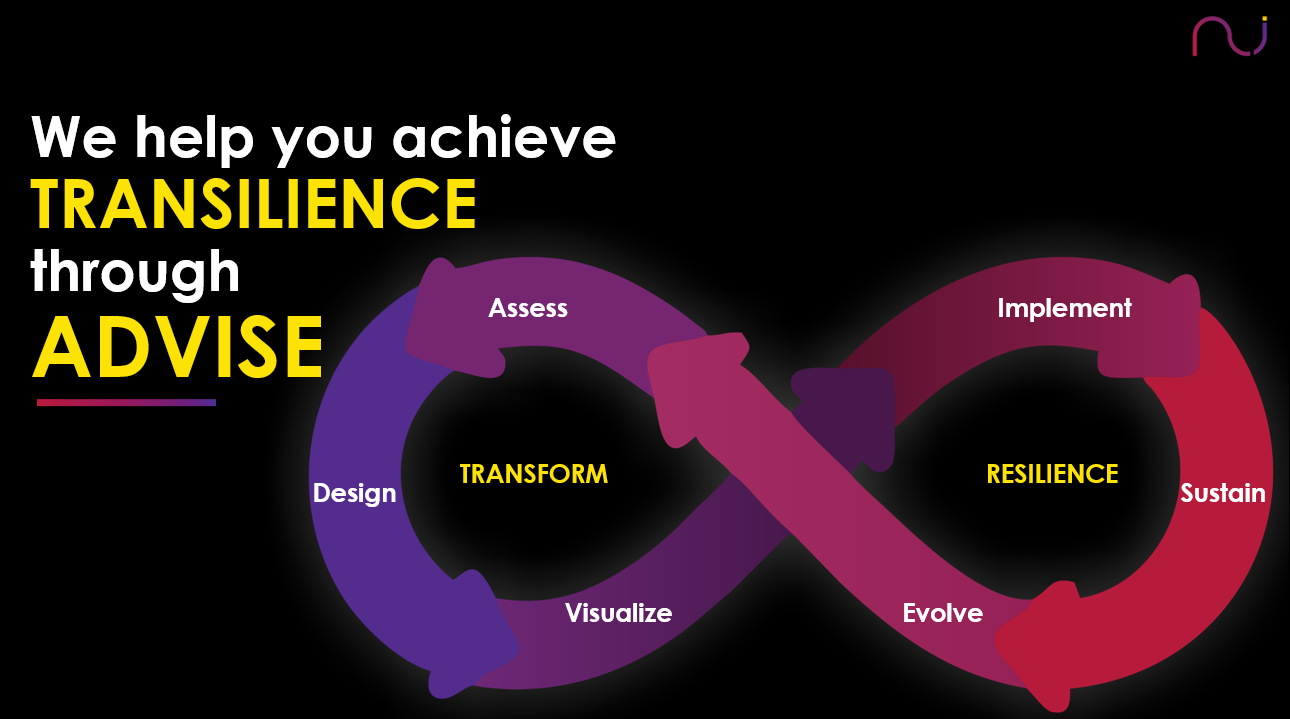 We help you achieve
TRANSILIENCE
through
ADVISE
Assess
Implement
TRANSFORM
RESILIENCE
Design
Sustain
Visualize
Evolve